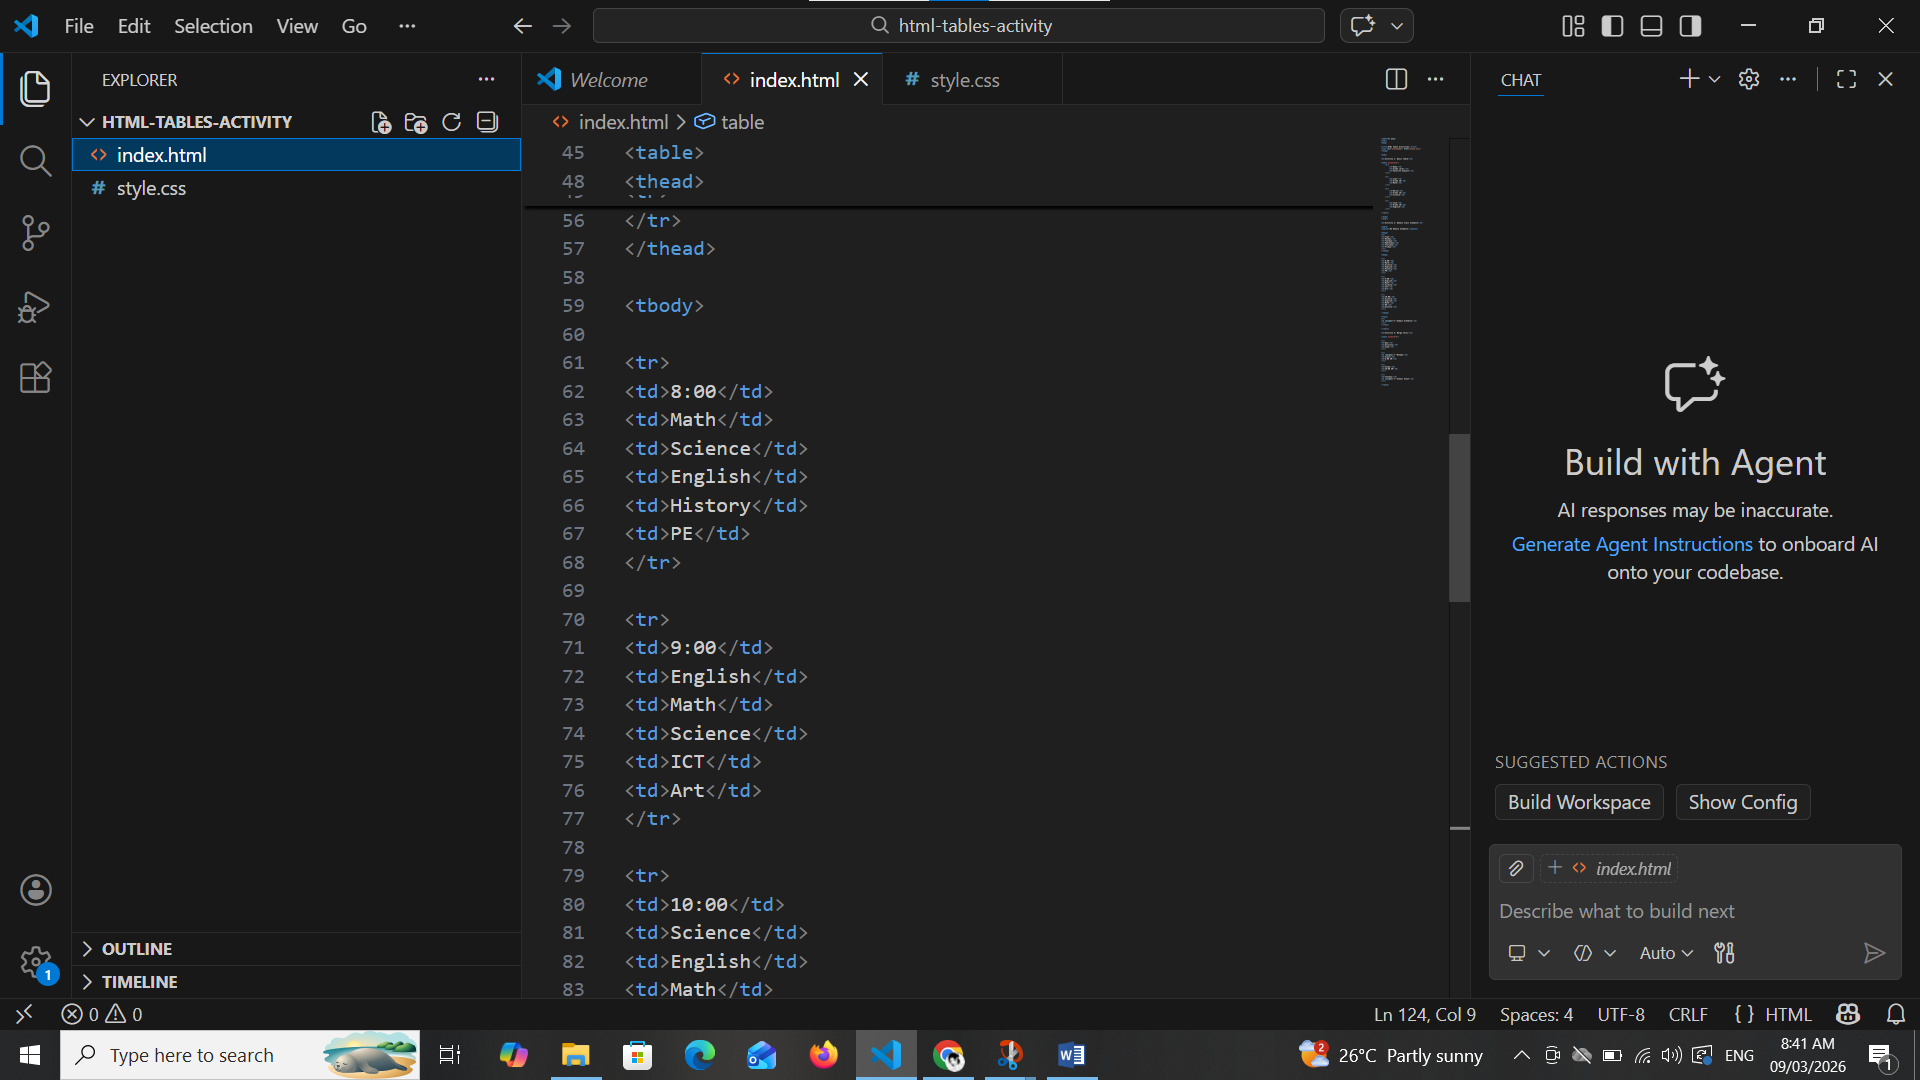 File Edit Selection View Go ···
html-tables-activity
EXPLORER
HTML-TABLES-ACTIVITY
index.html
# style.css
OUTLINE
TIMELINE
Welcome
index.html
# style.css
index.html > table
45 <table>
48 <thead>
56 </tr>
57 </thead>
58
59 <tbody>
60
61 <tr>
62 <td>8:00</td>
63 <td>Math</td>
64 <td>Science</td>
65 <td>English</td>
66 <td>History</td>
67 <td>PE</td>
68 </tr>
69
70 <tr>
71 <td>9:00</td>
72 <td>English</td>
73 <td>Math</td>
74 <td>Science</td>
75 <td>ICT</td>
76 <td>Art</td>
77 </tr>
78
79 <tr>
80 <td>10:00</td>
81 <td>Science</td>
82 <td>English</td>
83 <td>Math</td>
CHAT
Build with Agent
AI responses may be inaccurate.
Generate Agent Instructions to onboard AI
onto your codebase.
SUGGESTED ACTIONS
Build Workspace
Show Config
index.html
Describe what to build next
Auto
1
0 0
Ln 124, Col 9
Spaces: 4
UTF-8
CRLF
{ } HTML
Type here to search
2
26°C Partly sunny
ENG
8:41 AM
09/03/2026
1